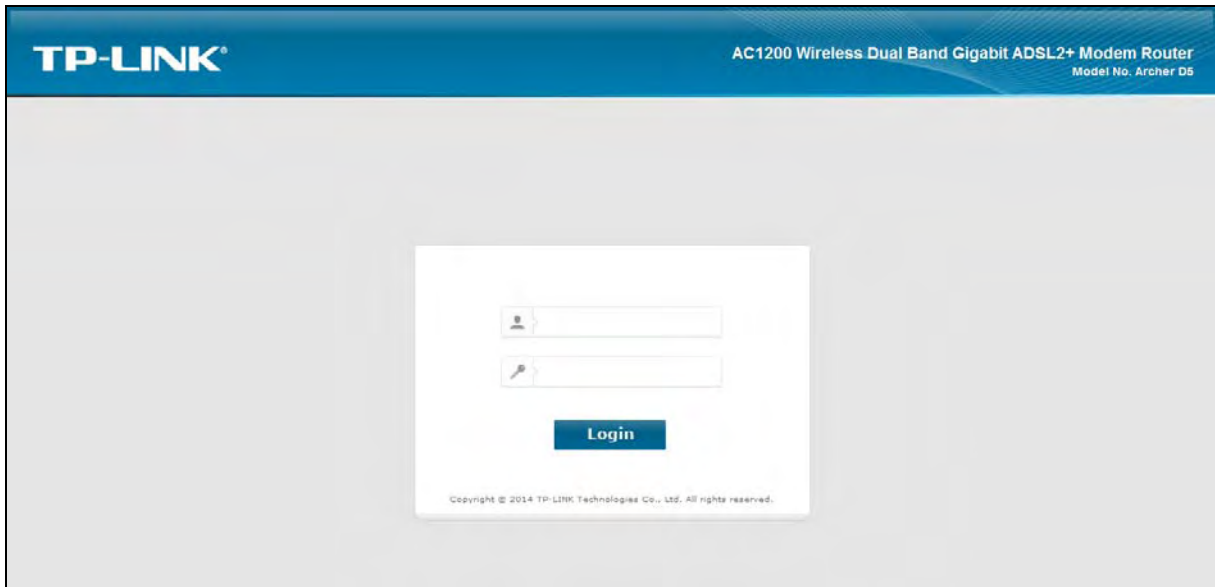 TP-LINK®
AC1200 Wireless Dual Band Gigabit ADSL2+ Modem Router
Model No. Archer D5
Login
Copyright © 2014 TP-LINK Technologies Co., Ltd. All rights reserved.